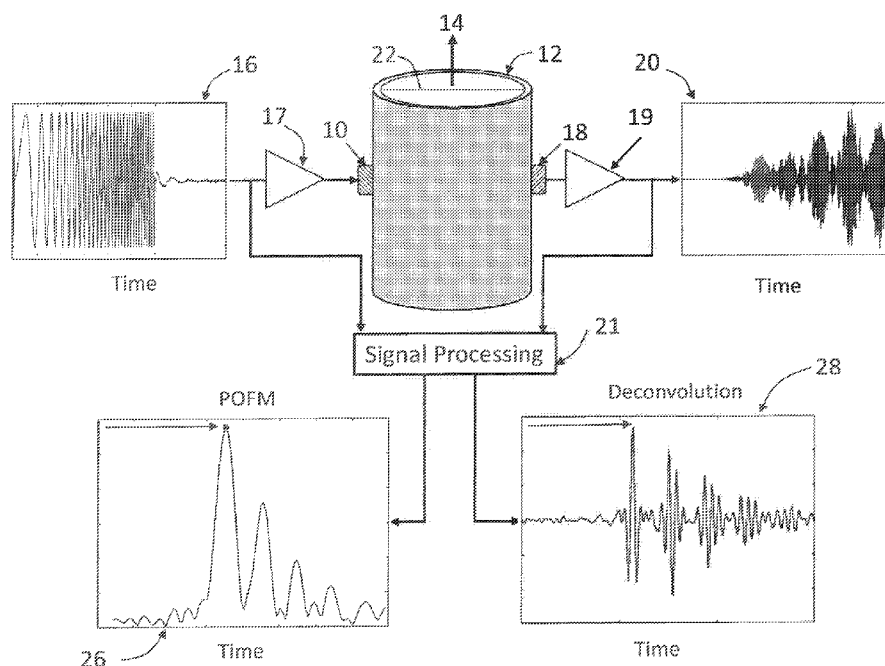 14
16
22
12
20
17
10
18
19
Time
Time
21
Signal Processing
POFM
Deconvolution
28
Time
Time
26